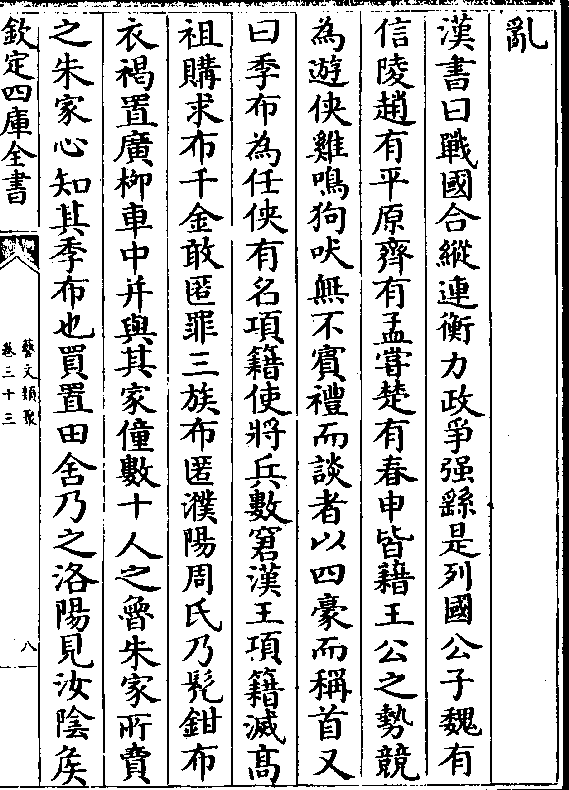 亂
漢書曰戰國合縱連衡力政爭强繇是列國公子魏有
信陵趙有平原齊有孟嘗楚有春申皆藉王公之勢競
為遊俠雞鳴狗吠無不賓禮而談者以四豪而稱首又
曰季布為任俠有名項籍使將兵數窘漢王項籍滅髙
祖購求布千金敢匿罪三族布匿濮陽周氏乃髠鉗布
衣褐置廣柳車中并與其家僮數十人之魯朱家所賣
之朱家心知其季布也買置田舍乃之洛陽見汝陰侯
欽定四庫全書
藝文類聚
卷三十三
八